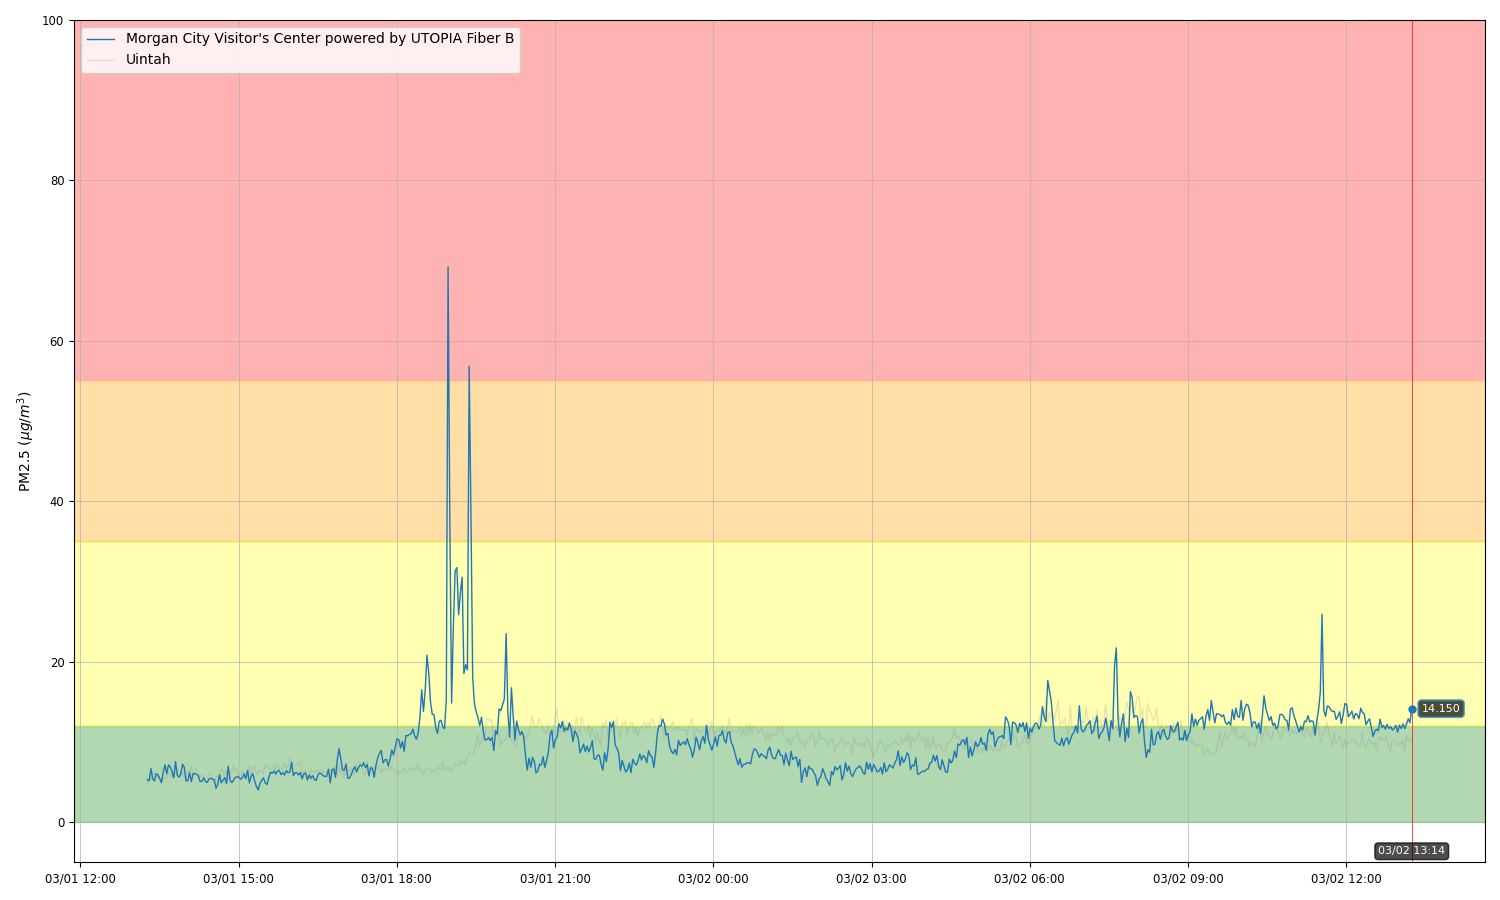 100
80
60
40
20
0
PM2.5 (μg/m³)
Morgan City Visitor's Center powered by UTOPIA Fiber B
Uintah
14.150
03/02 13:14
03/01 12:00 03/01 15:00 03/01 18:00 03/01 21:00 03/02 00:00 03/02 03:00 03/02 06:00 03/02 09:00 03/02 12:00